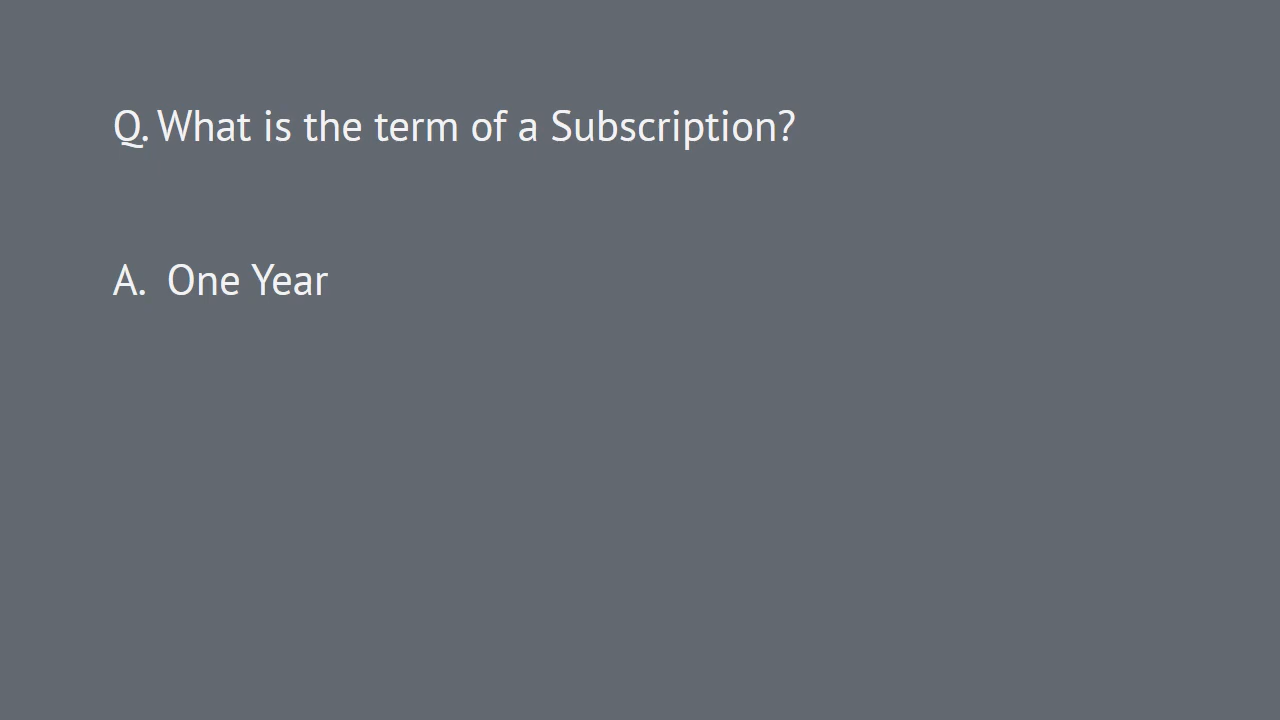 Q. What is the term of a Subscription?
A.  One Year